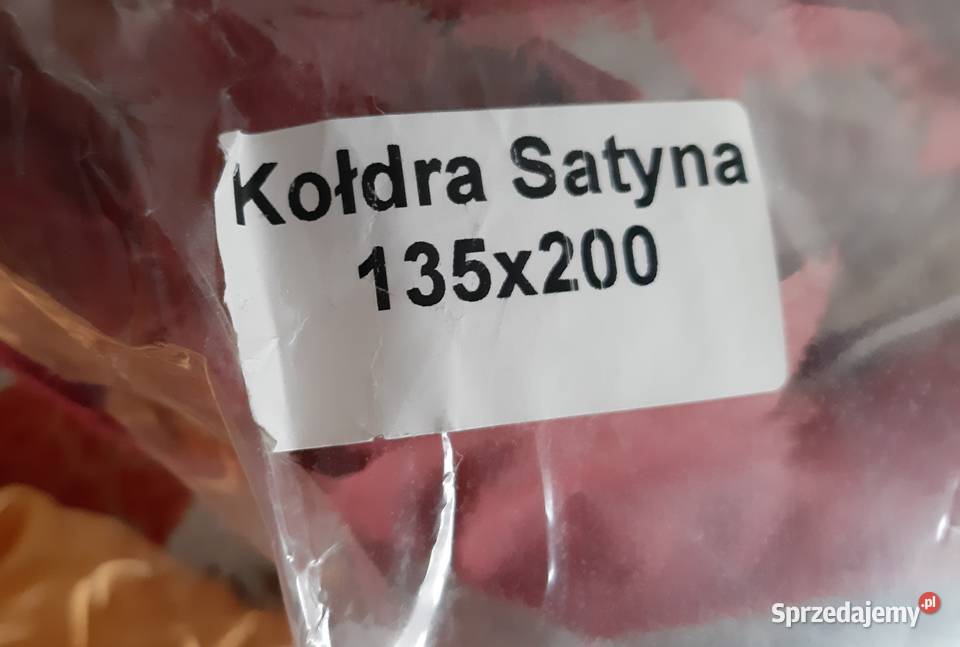 Kołdra Satyna
135x200
Sprzedajemy.pl